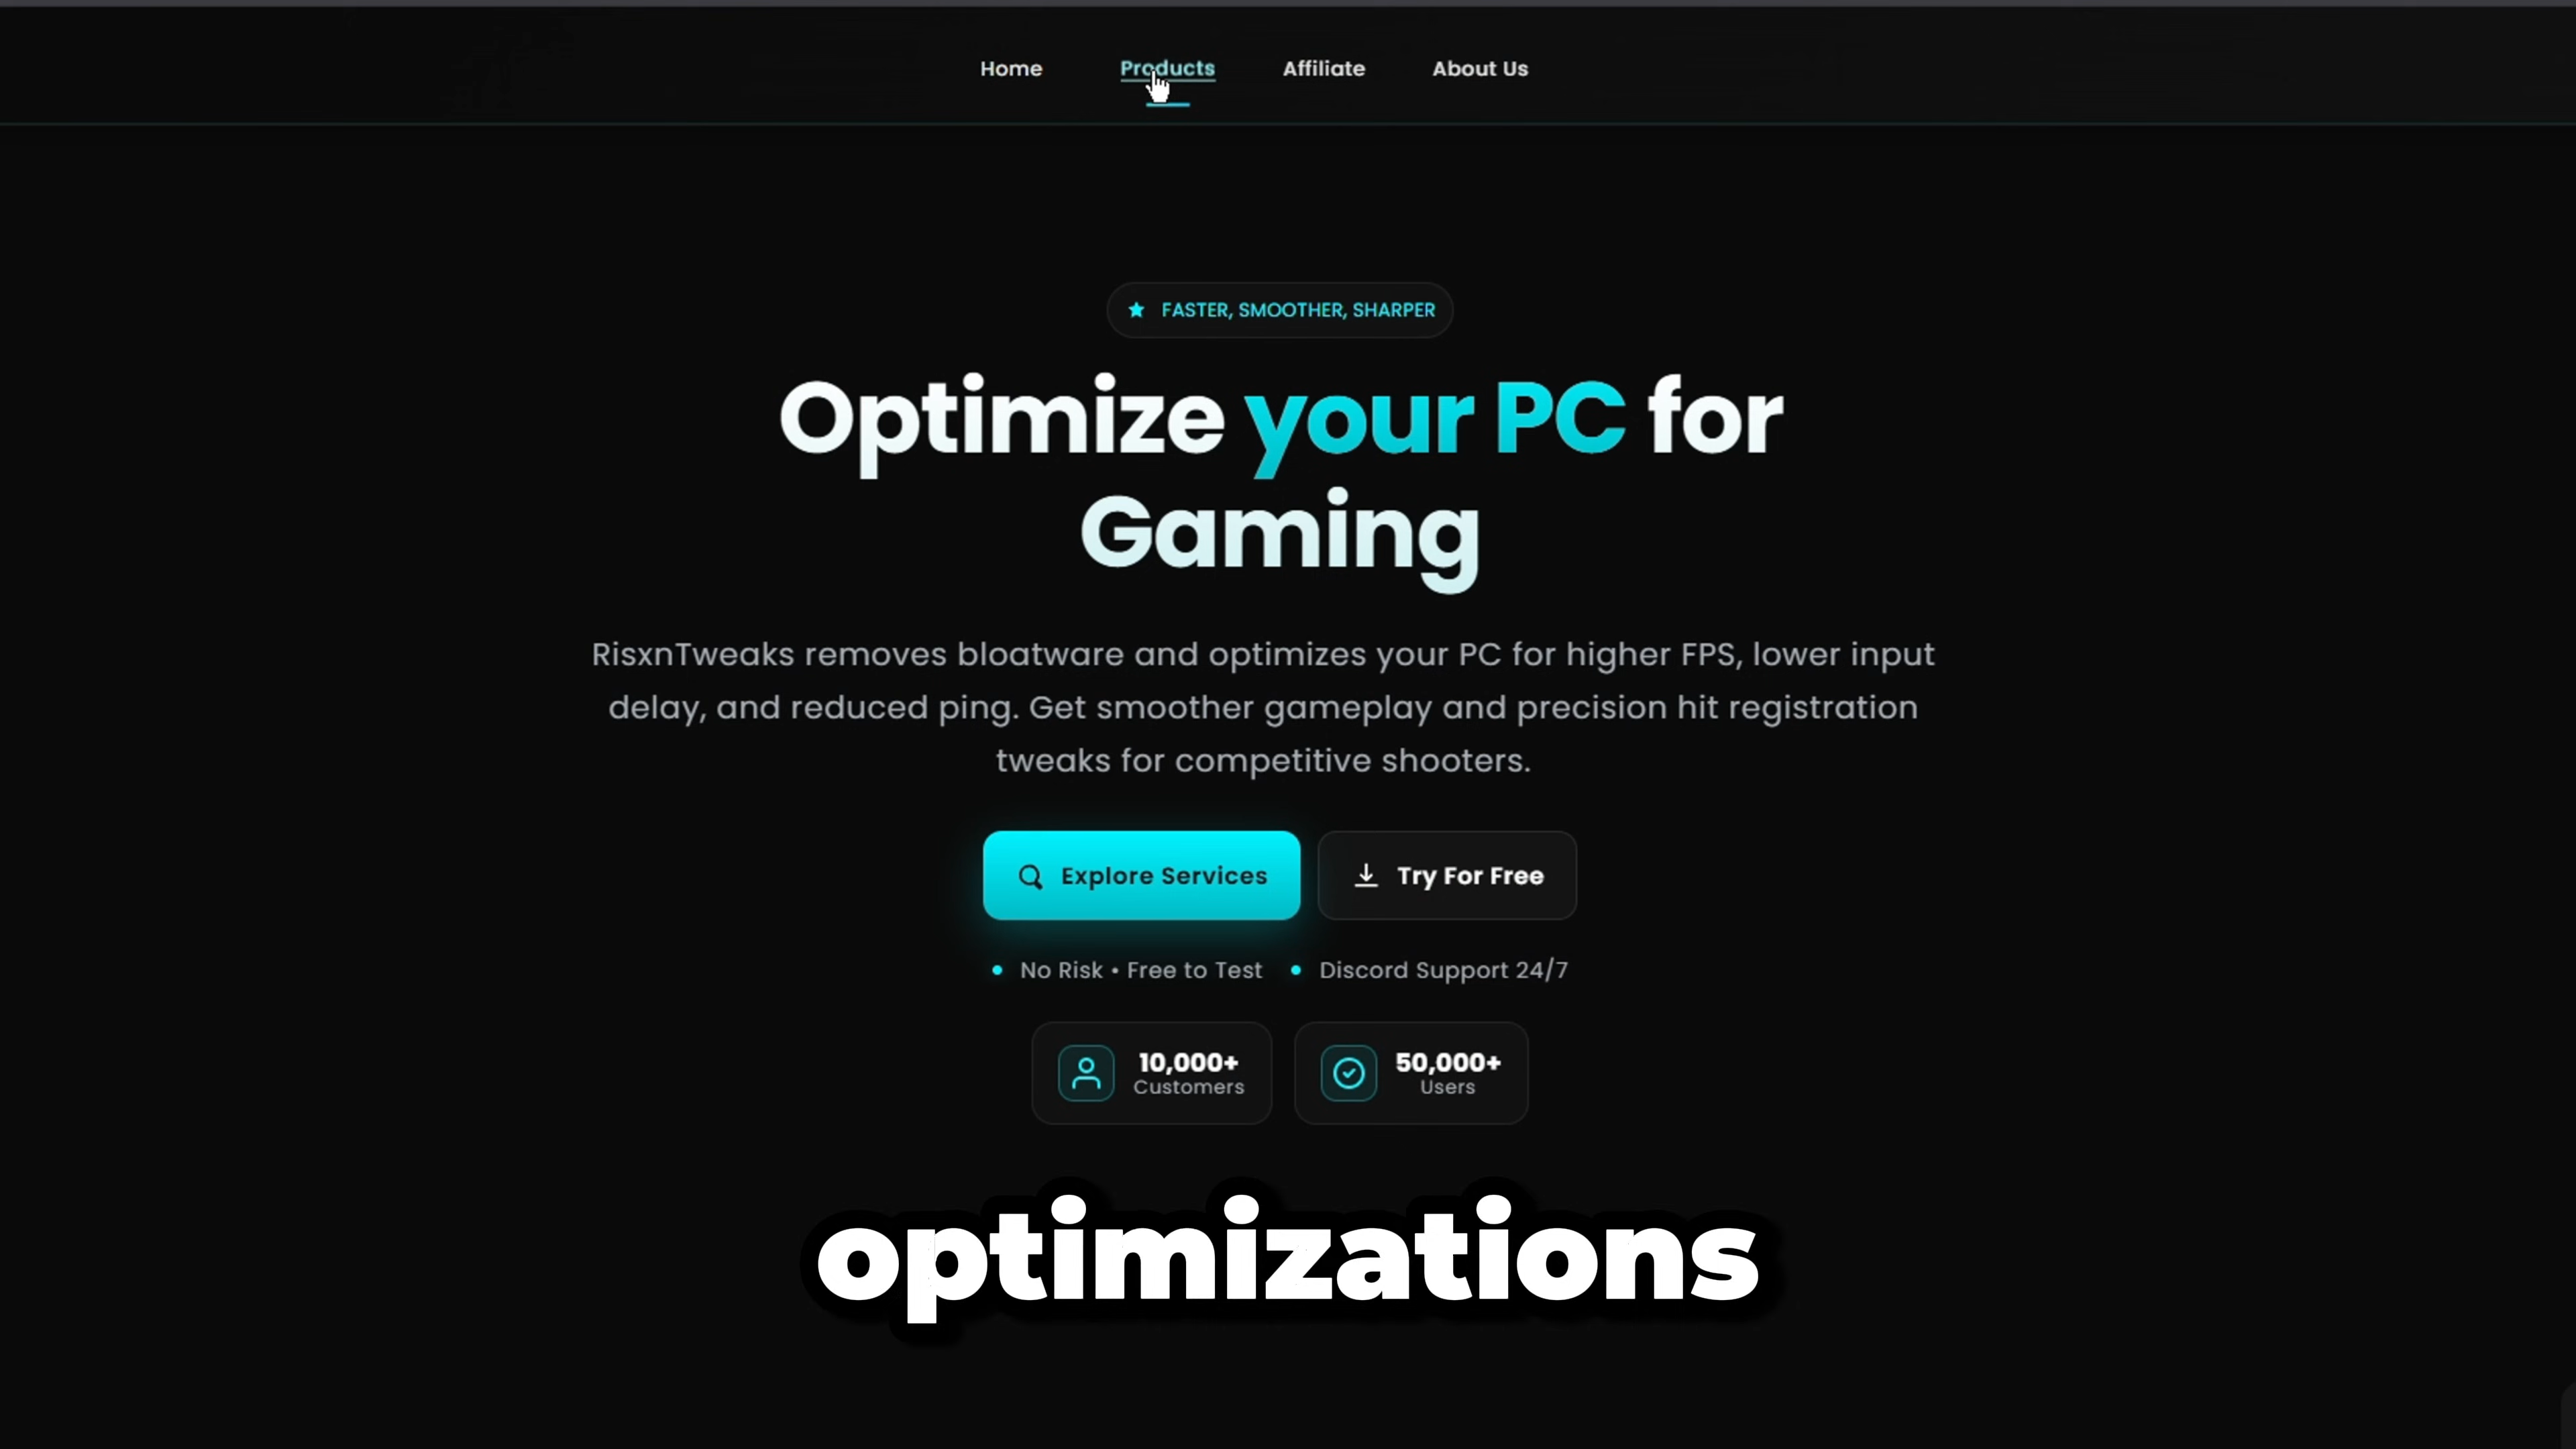 Home Products Affiliate About Us
FASTER, SMOOTHER, SHARPER
Optimize your PC for
Gaming
RisxnTweaks removes bloatware and optimizes your PC for higher FPS, lower input
delay, and reduced ping. Get smoother gameplay and precision hit registration
tweaks for competitive shooters.
Explore Services Try For Free
No Risk • Free to Test • Discord Support 24/7
10,000+ 50,000+
Customers Users
optimizations